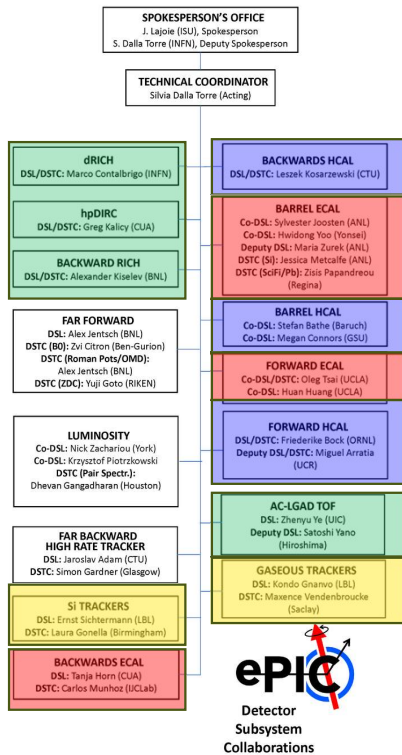 SPOKESPERSON'S OFFICE
J. Lajoie (ISU), Spokesperson
S. Dalla Torre (INFN), Deputy Spokesperson
TECHNICAL COORDINATOR
Silvia Dalla Torre (Acting)
dRICH
DSL/DSTC: Marco Contalbrigo (INFN)
hpDIRC
DSL/DSTC: Greg Kalicy (CUA)
BACKWARD RICH
DSL/DSTC: Alexander Kiselev (BNL)
FAR FORWARD
DSL: Alex Jentsch (BNL)
DSTC (B0): Zvi Citron (Ben-Gurion)
DSTC (Roman Pots/OMD):
Alex Jentsch (BNL)
DSTC (ZDC): Yuji Goto (RIKEN)
LUMINOSITY
Co-DSL: Nick Zachariou (York)
Co-DSL: Krzysztof Piotrzkowski
DSTC (Pair Spectr.):
Dhevan Gangadharan (Houston)
FAR BACKWARD
HIGH RATE TRACKER
DSL: Jaroslav Adam (CTU)
DSTC: Simon Gardner (Glasgow)
Si TRACKERS
DSL: Ernst Sichtermann (LBL)
DSTC: Laura Gonella (Birmingham)
BACKWARDS ECAL
DSL: Tanja Horn (CUA)
DSTC: Carlos Munhoz (IJCLab)
BACKWARDS HCAL
DSL/DSTC: Leszek Kosarzewski (CTU)
BARREL ECAL
Co-DSL: Sylvester Joosten (ANL)
Co-DSL: Hwidong Yoo (Yonsei)
Deputy DSL: Maria Zurek (ANL)
DSTC (Si): Jessica Metcalfe (ANL)
DSTC (SciFi/Pb): Zisis Papandreou
(Regina)
BARREL HCAL
Co-DSL: Stefan Bathe (Baruch)
Co-DSL: Megan Connors (GSU)
FORWARD ECAL
Co-DSL/DSTC: Oleg Tsai (UCLA)
Co-DSL: Huan Huang (UCLA)
FORWARD HCAL
DSL/DSTC: Friederike Bock (ORNL)
Deputy DSL/DSTC: Miguel Arratia
(UCR)
AC-LGAD TOF
DSL: Zhenyu Ye (UIC)
Deputy DSL: Satoshi Yano
(Hiroshima)
GASEOUS TRACKERS
DSL: Kondo Gnanvo (LBL)
DSTC: Maxence Vendenbroucke
(Saclay)
ePIC
Detector
Subsystem
Collaborations